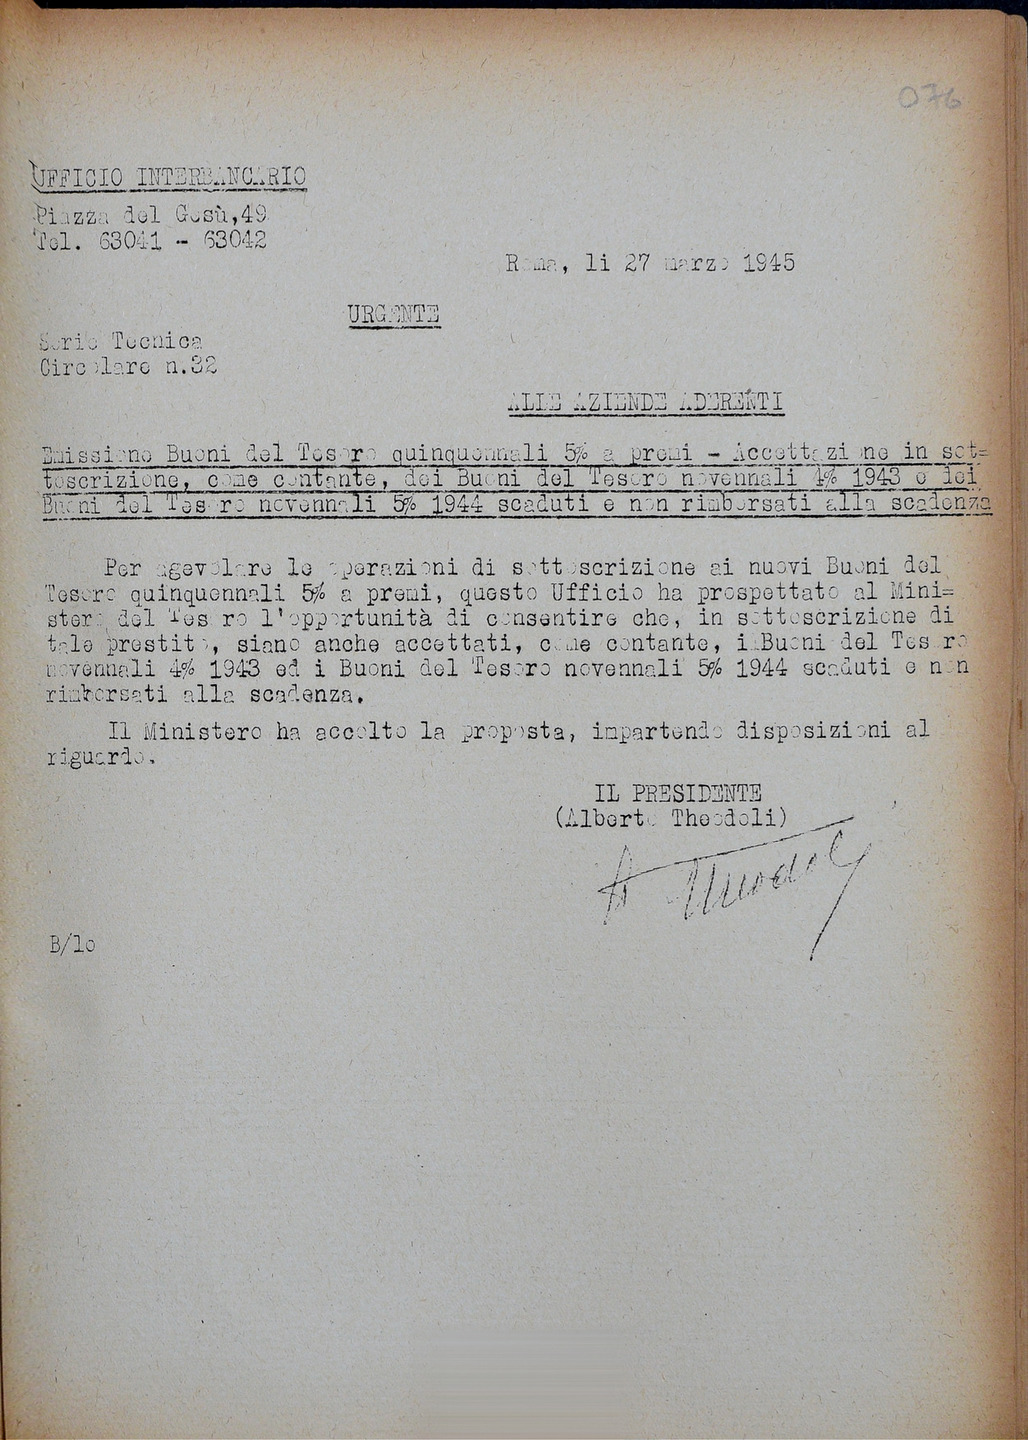 076
UFFICIO INTERBANCARIO
Piazza del Gesù,49
Tel. 63041 - 63042
Roma, li 27 marzo 1945
URGENTE
Serie Tecnica
Circolare n.32
ALLE AZIENDE ADERENTI
Emissione Buoni del Tesoro quinquennali 5% a premi - Accettazione in sot=
toscrizione, come contante, dei Buoni del Tesoro novennali 4% 1943 e dei
Buoni del Tesoro novennali 5% 1944 scaduti e non rimborsati alla scadenza
Per agevolare le operazioni di sottoscrizione ai nuovi Buoni del
Tesoro quinquennali 5% a premi, questo Ufficio ha prospettato al Mini=
stero del Tesoro l'opportunità di consentire che, in sottoscrizione di
tale prestito, siano anche accettati, come contante, i Buoni del Tesoro
novennali 4% 1943 ed i Buoni del Tesoro novennali 5% 1944 scaduti e non
rimborsati alla scadenza.
Il Ministero ha accolto la proposta, impartendo disposizioni al
riguardo.
IL PRESIDENTE
(Alberto Theodoli)
A Theodoli
B/lo